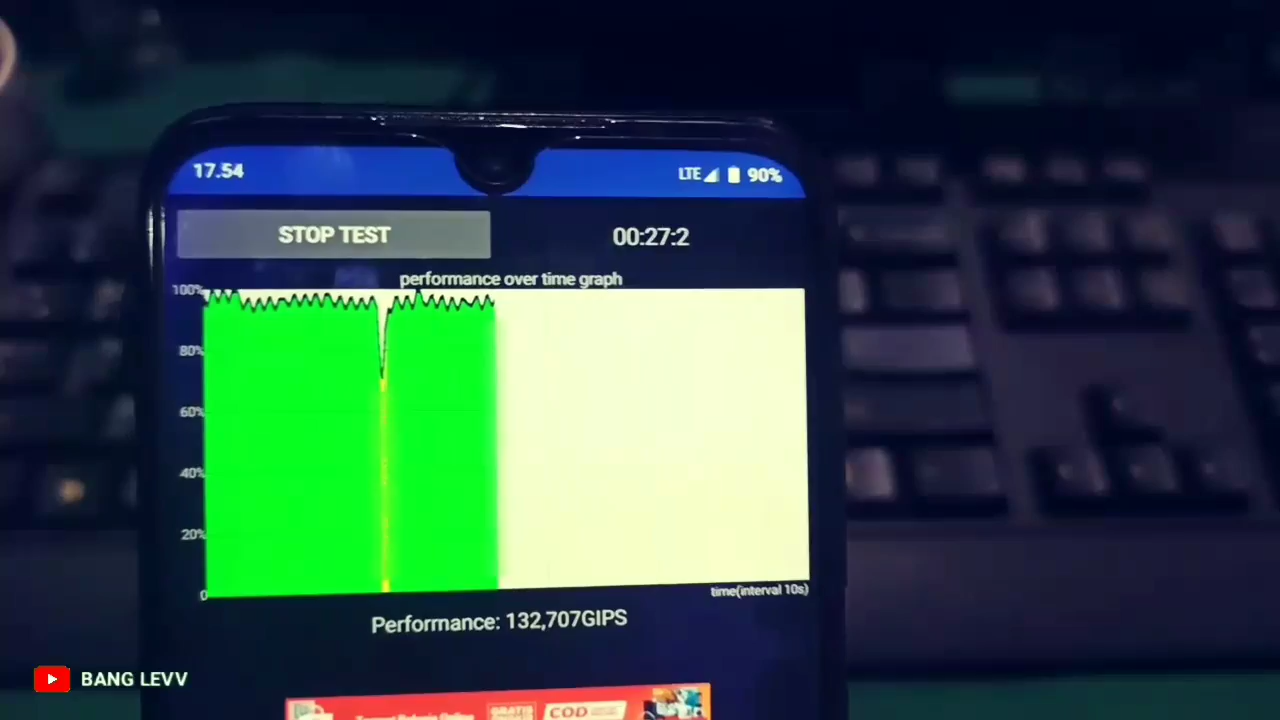 17.54
LTE 90%
STOP TEST
00:27:2
performance over time graph
100%
80%
60%
40%
20%
0
time(interval 10s)
Performance: 132,707GIPS
BANG LEVV
GRATIS
COD